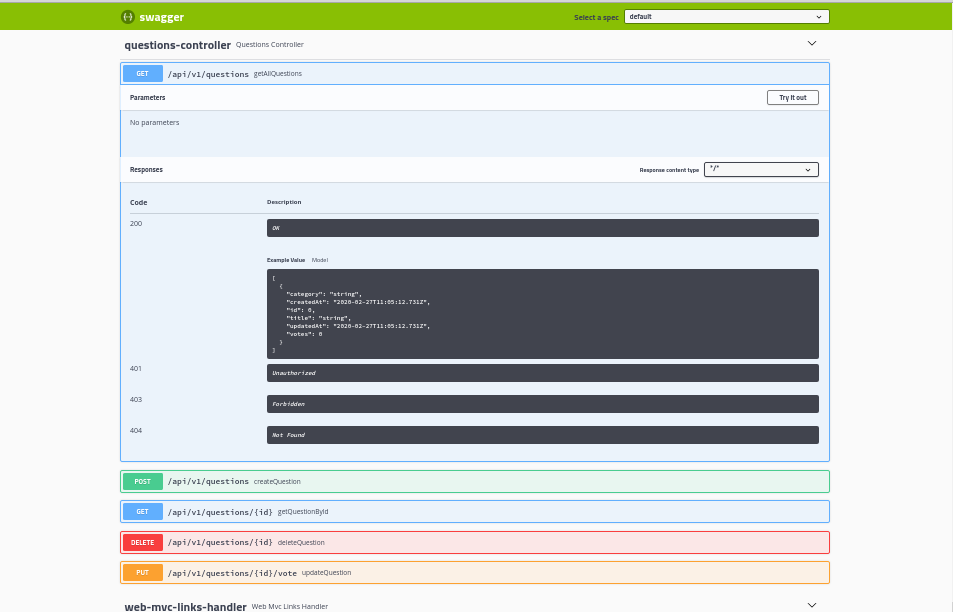 swagger
Select a spec default
questions-controller Questions Controller
GET /api/v1/questions getAllQuestions
Parameters Try it out
No parameters
Responses Response content type */*
Code Description
200 OK
Example Value Model
[
  {
    "category": "string",
    "createdAt": "2020-02-27T11:05:12.731Z",
    "id": 0,
    "title": "string",
    "updatedAt": "2020-02-27T11:05:12.731Z",
    "votes": 0
  }
]
401 Unauthorized
403 Forbidden
404 Not Found
POST /api/v1/questions createQuestion
GET /api/v1/questions/{id} getQuestionById
DELETE /api/v1/questions/{id} deleteQuestion
PUT /api/v1/questions/{id}/vote updateQuestion
web-mvc-links-handler Web Mvc Links Handler